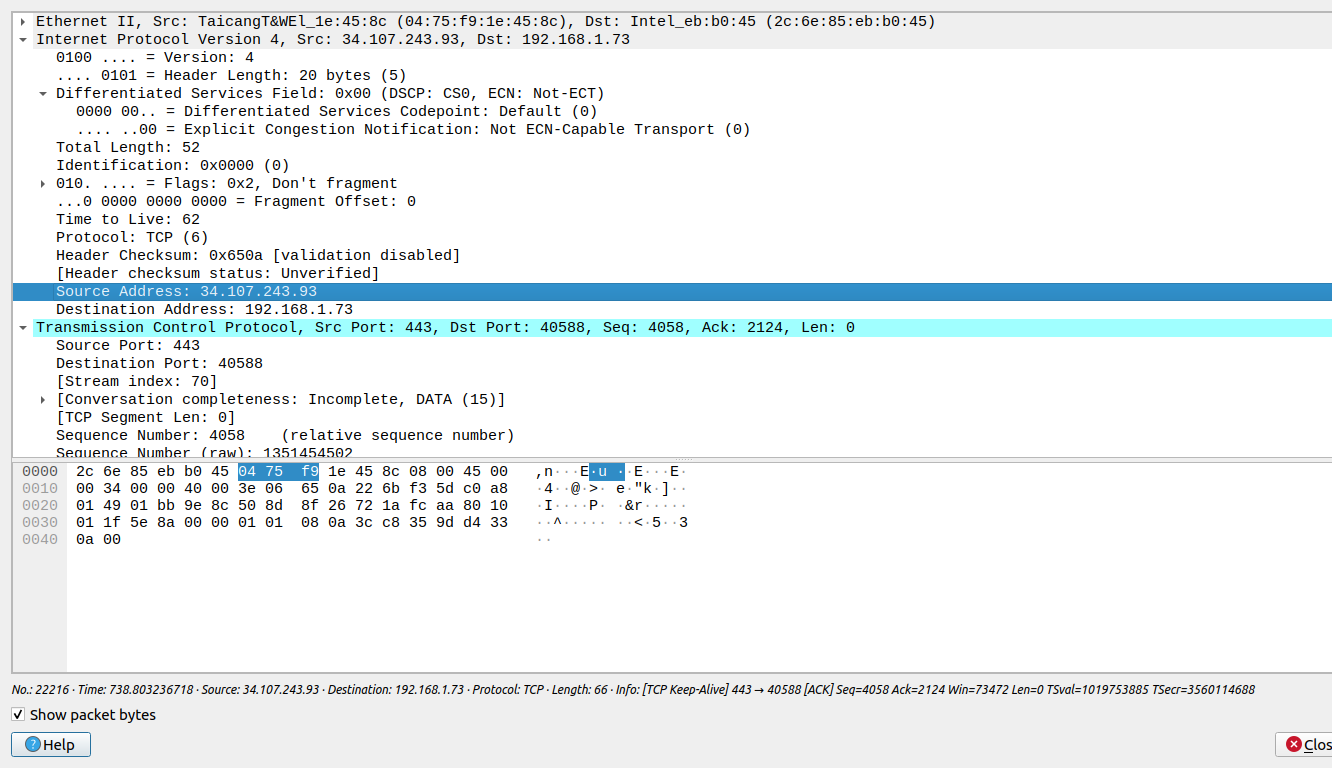 Ethernet II, Src: TaicangT&WEl_1e:45:8c (04:75:f9:1e:45:8c), Dst: Intel_eb:b0:45 (2c:6e:85:eb:b0:45)
Internet Protocol Version 4, Src: 34.107.243.93, Dst: 192.168.1.73
0100 .... = Version: 4
.... 0101 = Header Length: 20 bytes (5)
Differentiated Services Field: 0x00 (DSCP: CS0, ECN: Not-ECT)
0000 00.. = Differentiated Services Codepoint: Default (0)
.... ..00 = Explicit Congestion Notification: Not ECN-Capable Transport (0)
Total Length: 52
Identification: 0x0000 (0)
010. .... = Flags: 0x2, Don't fragment
...0 0000 0000 0000 = Fragment Offset: 0
Time to Live: 62
Protocol: TCP (6)
Header Checksum: 0x650a [validation disabled]
[Header checksum status: Unverified]
Source Address: 34.107.243.93
Destination Address: 192.168.1.73
Transmission Control Protocol, Src Port: 443, Dst Port: 40588, Seq: 4058, Ack: 2124, Len: 0
Source Port: 443
Destination Port: 40588
[Stream index: 70]
[Conversation completeness: Incomplete, DATA (15)]
[TCP Segment Len: 0]
Sequence Number: 4058    (relative sequence number)
Sequence Number (raw): 1351454502
0000 2c 6e 85 eb b0 45 04 75 f9 1e 45 8c 08 00 45 00 ,n···E·u ··E···E·
0010 00 34 00 00 40 00 3e 06 65 0a 22 6b f3 5d c0 a8 ·4··@·>· e·"k·]··
0020 01 49 01 bb 9e 8c 50 8d 8f 26 72 1a fc aa 80 10 ·I····P· ·&r·····
0030 01 1f 5e 8a 00 00 01 01 08 0a 3c c8 35 9d d4 33 ··^····· ··<·5··3
0040 0a 00 ··
No.: 22216 · Time: 738.803236718 · Source: 34.107.243.93 · Destination: 192.168.1.73 · Protocol: TCP · Length: 66 · Info: [TCP Keep-Alive] 443 → 40588 [ACK] Seq=4058 Ack=2124 Win=73472 Len=0 TSval=1019753885 TSecr=3560114688
Show packet bytes
Help
Clos